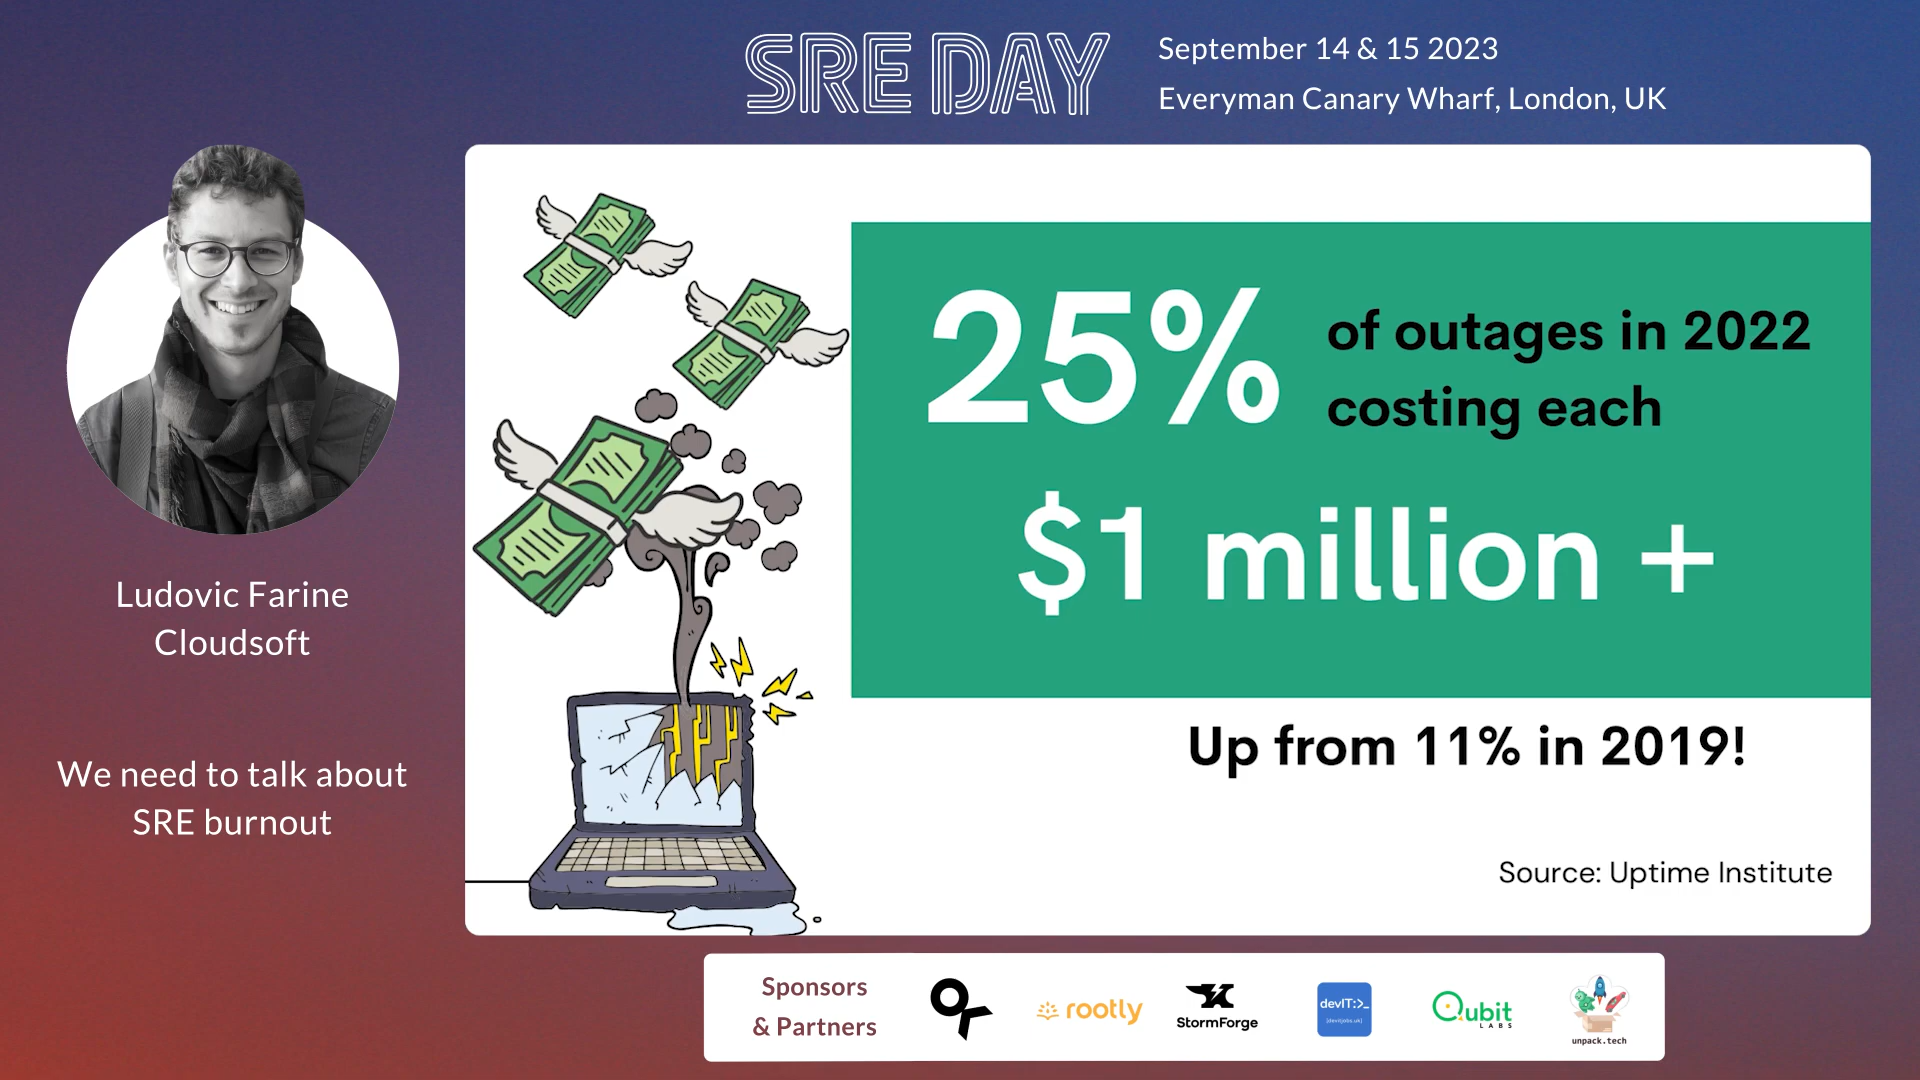 SRE DAY
September 14 & 15 2023
Everyman Canary Wharf, London, UK
Ludovic Farine
Cloudsoft
We need to talk about
SRE burnout
25%
of outages in 2022
costing each
$1 million +
Up from 11% in 2019!
Source: Uptime Institute
Sponsors
& Partners
rootly
StormForge
devIT:>_
[devitjobs.uk]
Qubit
LABS
unpack.tech